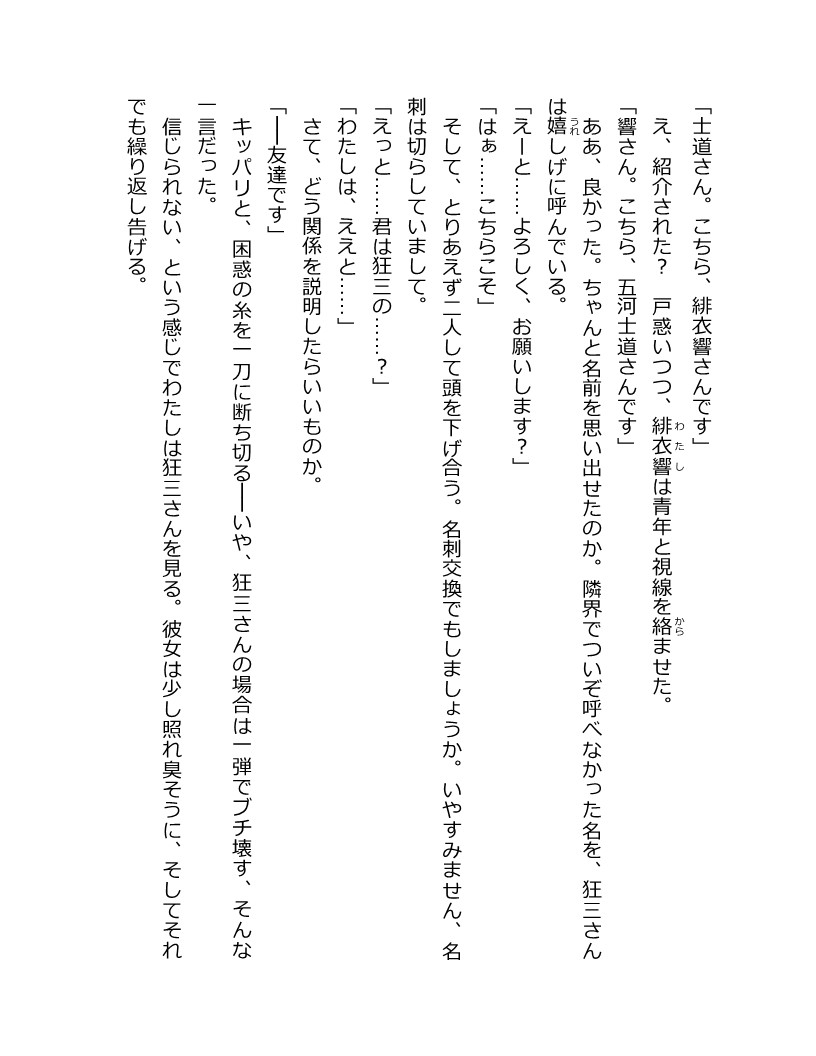 「士道さん。こちら、緋衣響さんです」
え、紹介された？　戸惑いつつ、緋衣響は青年と視線を絡ませた。
わたし
から
「響さん。こちら、五河士道さんです」
ああ、良かった。ちゃんと名前を思い出せたのか。隣界でついぞ呼べなかった名を、狂三さん
は嬉しげに呼んでいる。
うれ
「えーと……よろしく、お願いします？」
「はぁ……こちらこそ」
そして、とりあえず二人して頭を下げ合う。名刺交換でもしましょうか。いやすみません、名
刺は切らしていまして。
「えっと……君は狂三の……？」
「わたしは、ええと……」
さて、どう関係を説明したらいいものか。
「――友達です」
キッパリと、困惑の糸を一刀に断ち切る――いや、狂三さんの場合は一弾でブチ壊す、そんな
一言だった。
信じられない、という感じでわたしは狂三さんを見る。彼女は少し照れ臭そうに、そしてそれ
でも繰り返し告げる。